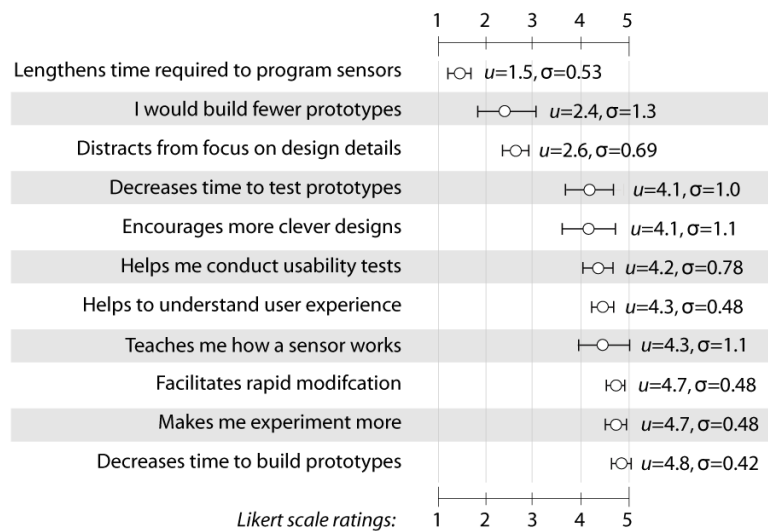 1 2 3 4 5
Lengthens time required to program sensors u=1.5, σ=0.53
I would build fewer prototypes u=2.4, σ=1.3
Distracts from focus on design details u=2.6, σ=0.69
Decreases time to test prototypes u=4.1, σ=1.0
Encourages more clever designs u=4.1, σ=1.1
Helps me conduct usability tests u=4.2, σ=0.78
Helps to understand user experience u=4.3, σ=0.48
Teaches me how a sensor works u=4.3, σ=1.1
Facilitates rapid modifcation u=4.7, σ=0.48
Makes me experiment more u=4.7, σ=0.48
Decreases time to build prototypes u=4.8, σ=0.42
Likert scale ratings: 1 2 3 4 5